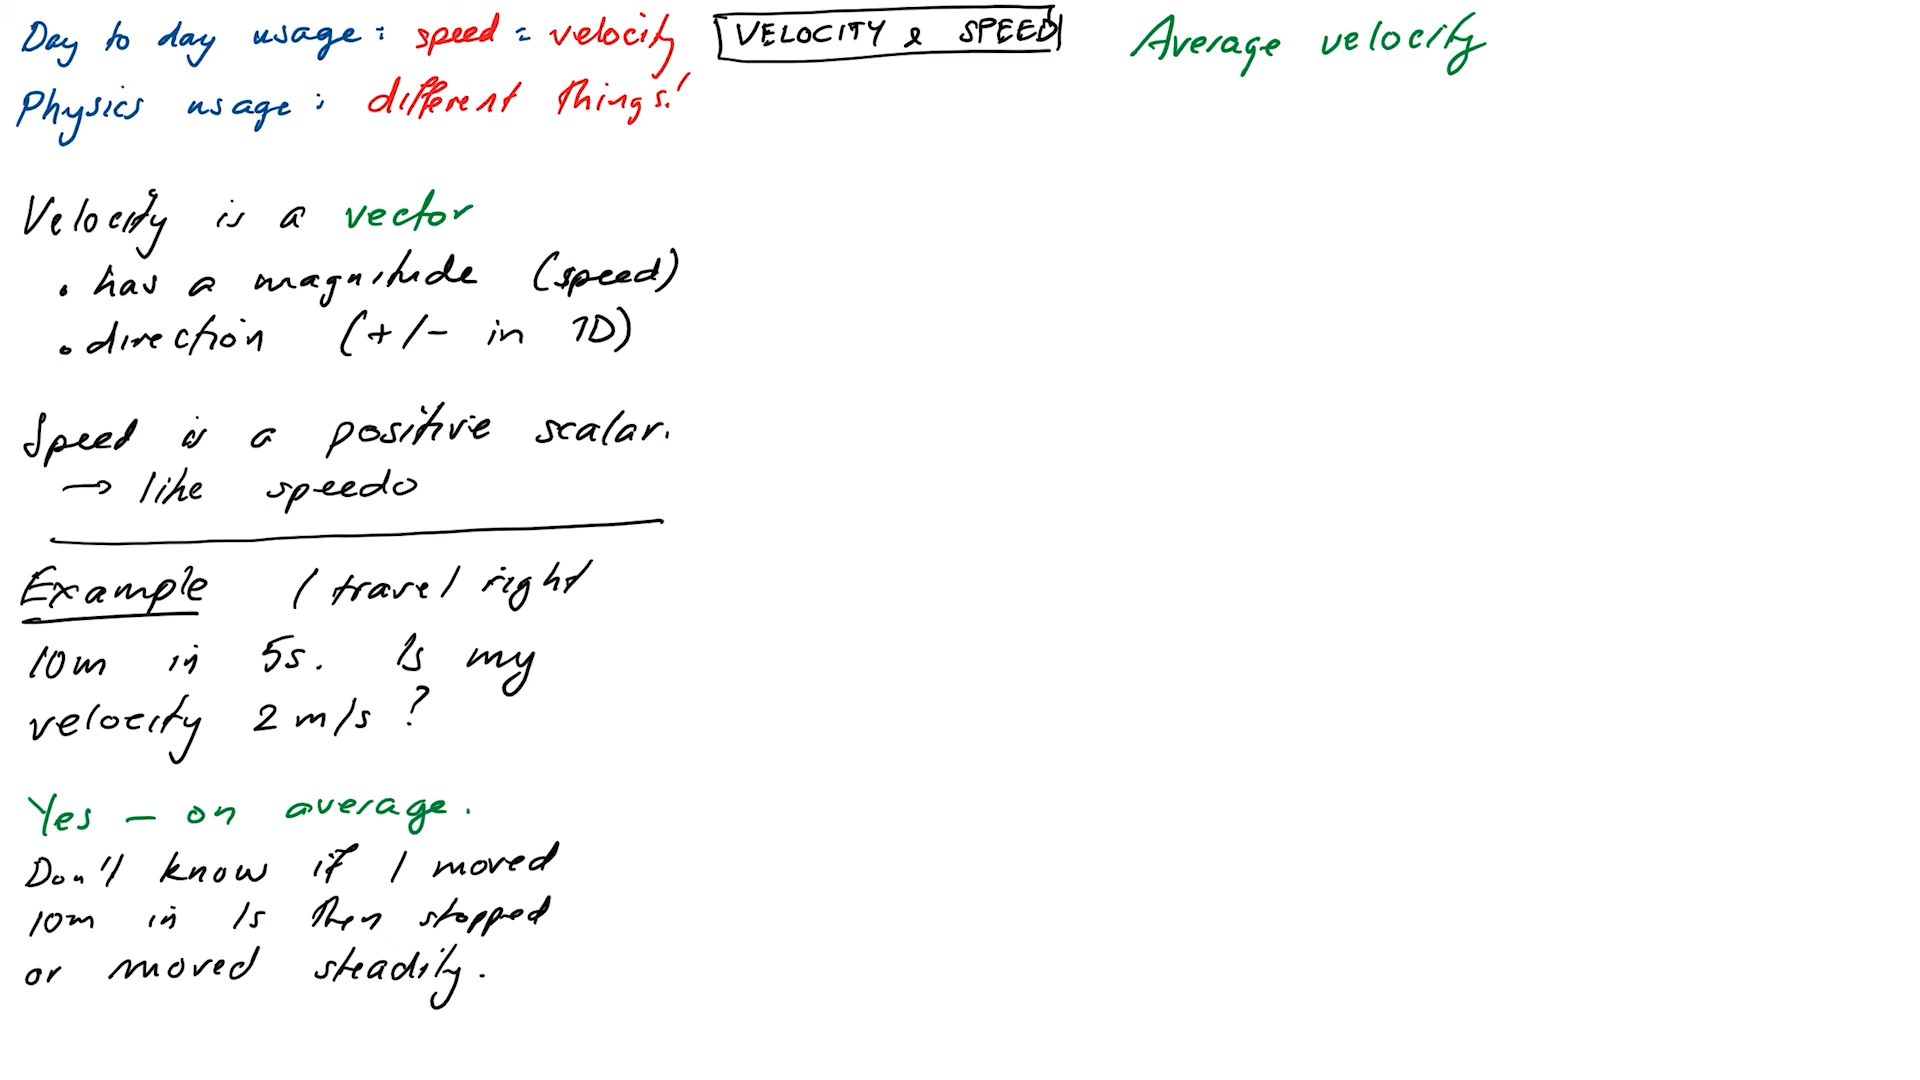 Day to day usage: speed = velocity
Physics usage: different things!
VELOCITY & SPEED
Velocity is a vector
• has a magnitude (speed)
• direction (+/- in 1D)
Speed is a positive scalar.
→ like speedo
Example I travel right
10m in 5s. Is my
velocity 2 m/s ?
Yes - on average.
Don't know if I moved
10m in 1s then stopped
or moved steadily.
Average velocity